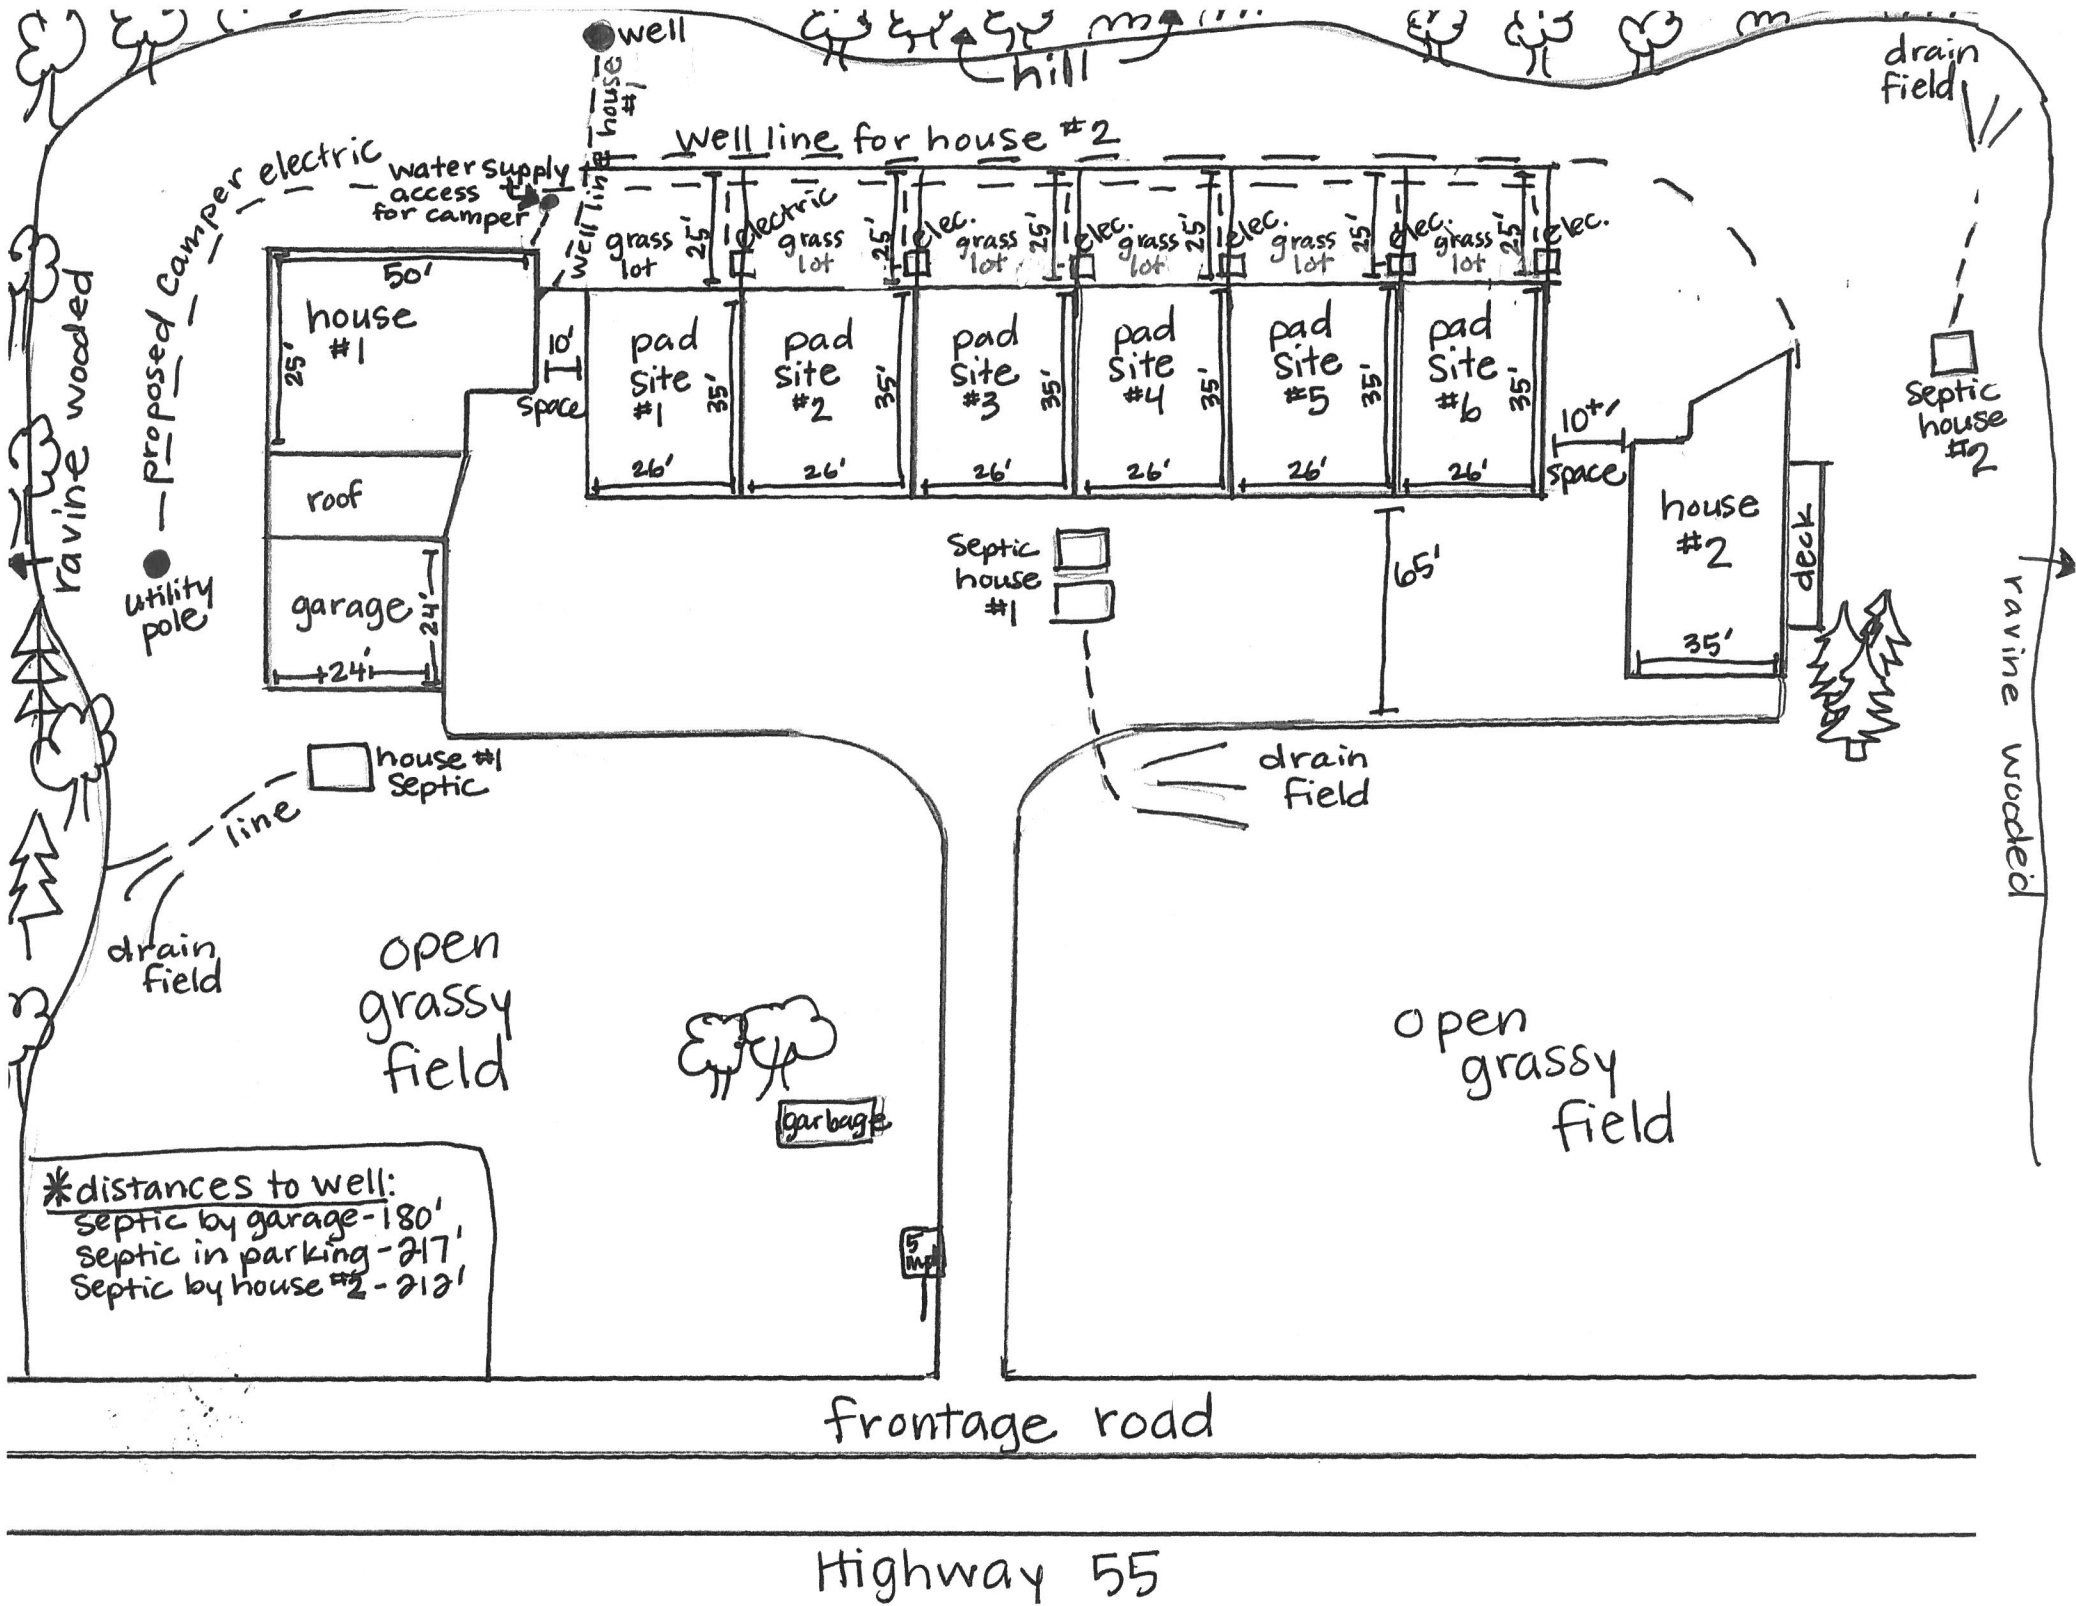 well
hill
drain
field
well line house
#1
well line for house #2
proposed camper electric
water supply
access
for camper
50'
house
#1
25'
10'
space
grass
lot
25'
electric
grass
lot
25'
elec.
grass
lot
25'
elec.
grass
lot
25'
elec.
grass
lot
25'
elec.
grass
lot
25'
elec.
pad
site
#1
35'
26'
pad
site
#2
35'
26'
pad
site
#3
35'
26'
pad
site
#4
35'
26'
pad
site
#5
35'
26'
pad
site
#6
35'
26'
10+'
space
house
#2
35'
deck
septic
house
#2
ravine wooded
ravine wooded
utility
pole
roof
garage
24'
24'
septic
house
#1
65'
house #1
septic
line
drain
field
drain
field
open
grassy
field
garbage
open
grassy
field
5
mph
*distances to well:
septic by garage-180'
septic in parking-217'
septic by house #2-212'
frontage road
Highway 55